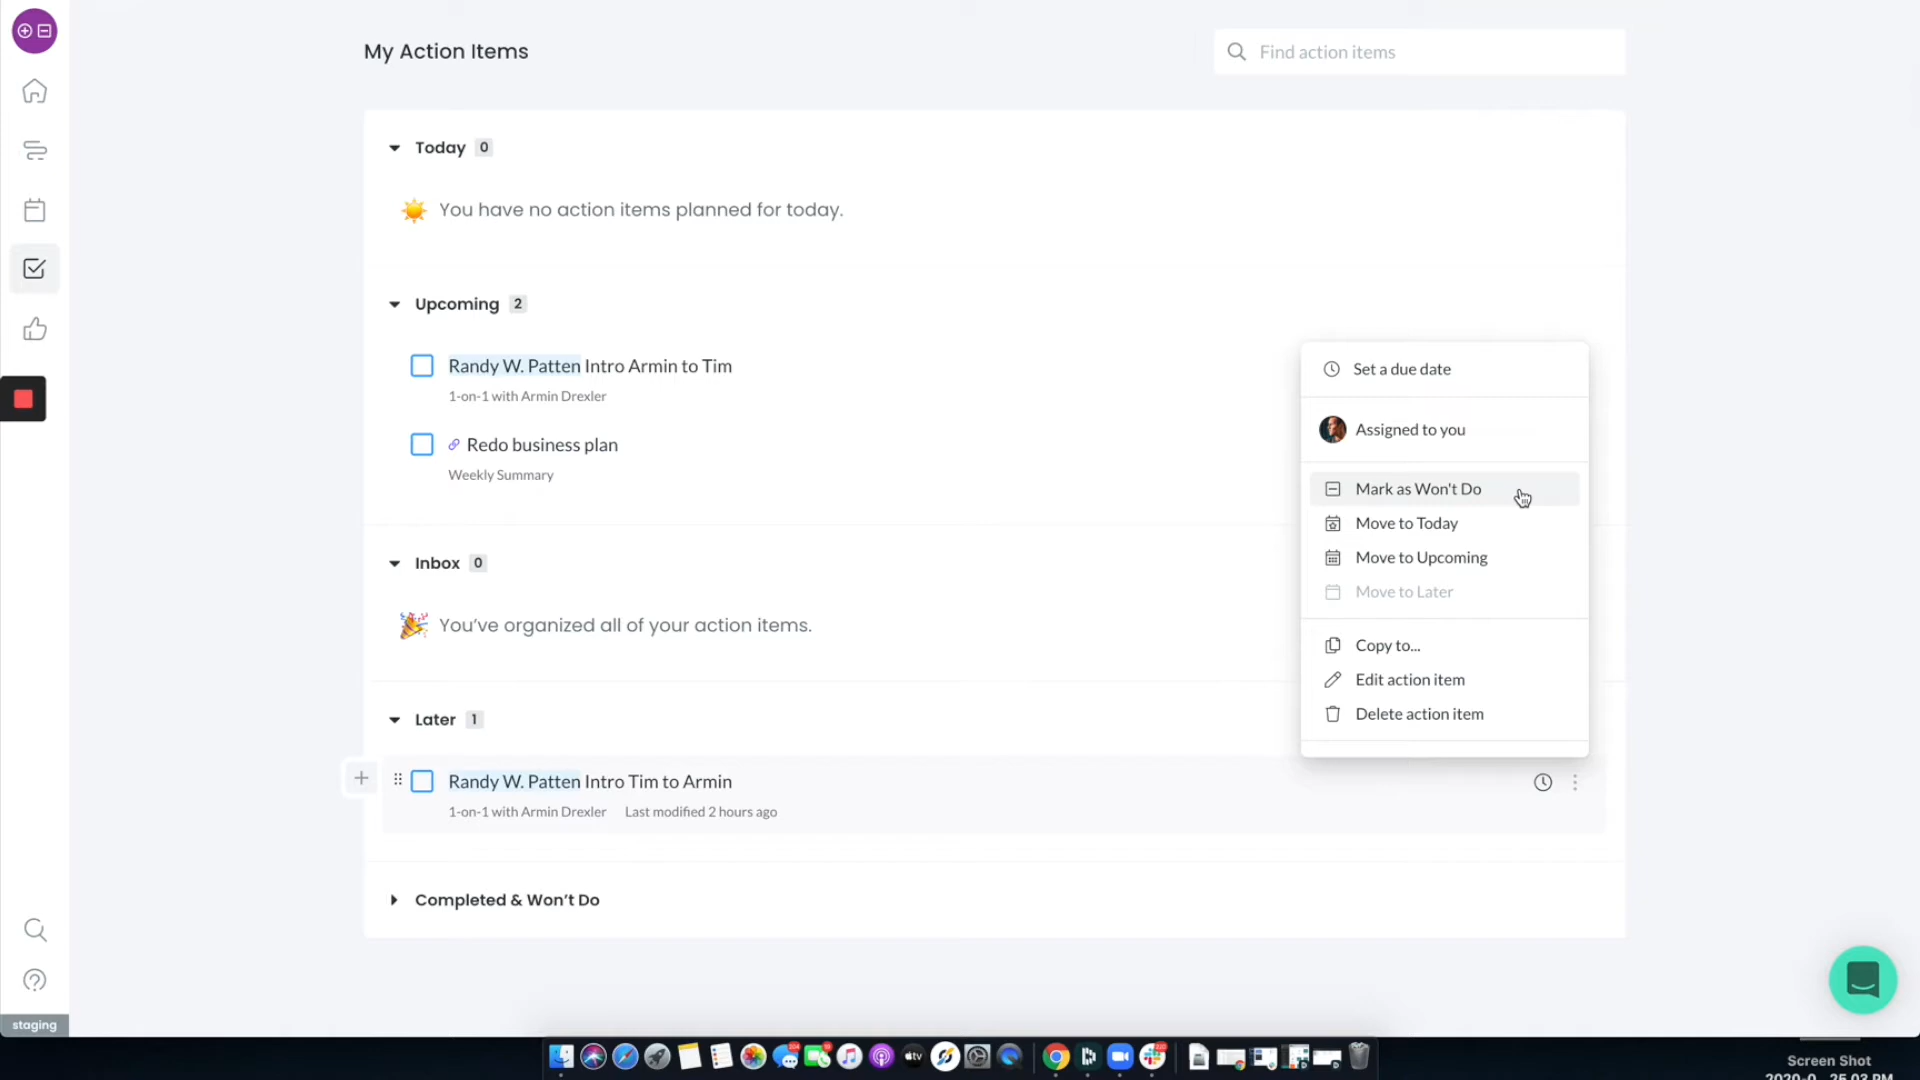 My Action Items
Find action items
Today 0
You have no action items planned for today.
Upcoming 2
Randy W. Patten Intro Armin to Tim
1-on-1 with Armin Drexler
Redo business plan
Weekly Summary
Set a due date
Assigned to you
Mark as Won't Do
Move to Today
Move to Upcoming
Move to Later
Copy to...
Edit action item
Delete action item
Inbox 0
You've organized all of your action items.
Later 1
Randy W. Patten Intro Tim to Armin
1-on-1 with Armin Drexler Last modified 2 hours ago
Completed & Won't Do
staging
tv
Screen Shot